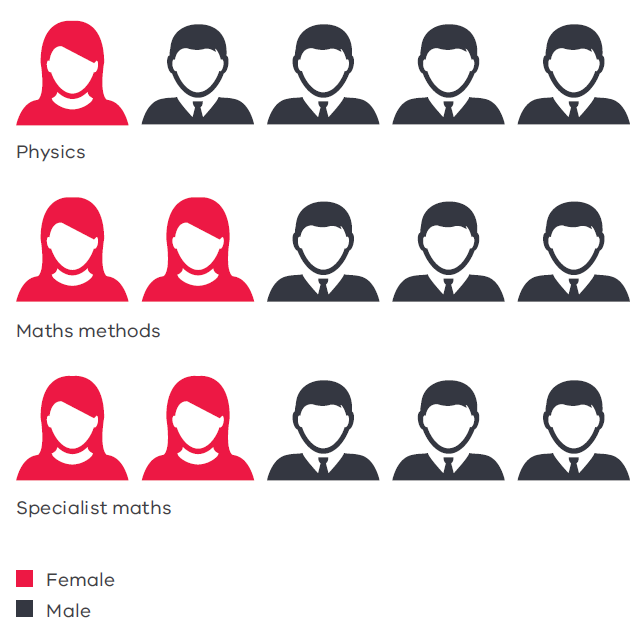 Physics
Maths methods
Specialist maths
Female
Male